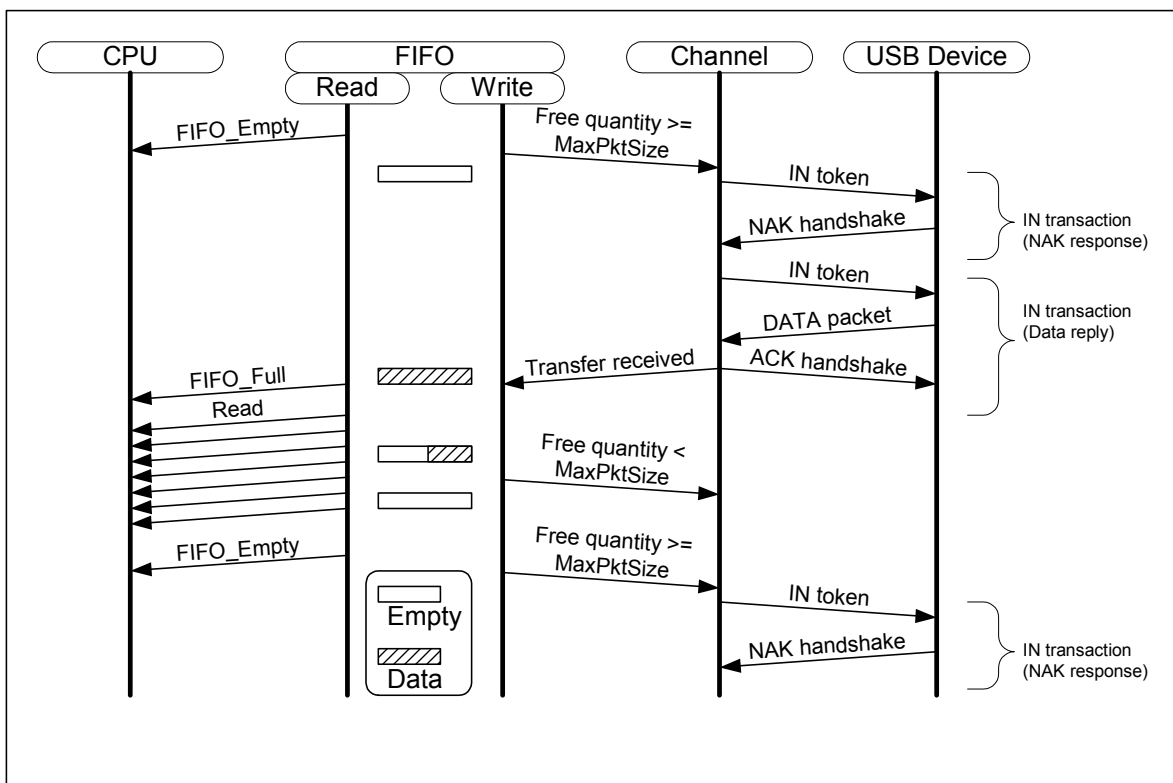 CPU
FIFO
Channel
USB Device
Read
Write
FIFO_Empty
Free quantity >=
MaxPktSize
IN token
NAK handshake
IN transaction
(NAK response)
IN token
DATA packet
IN transaction
(Data reply)
Transfer received
ACK handshake
FIFO_Full
Read
Free quantity <
MaxPktSize
FIFO_Empty
Free quantity >=
MaxPktSize
IN token
Empty
NAK handshake
IN transaction
(NAK response)
Data